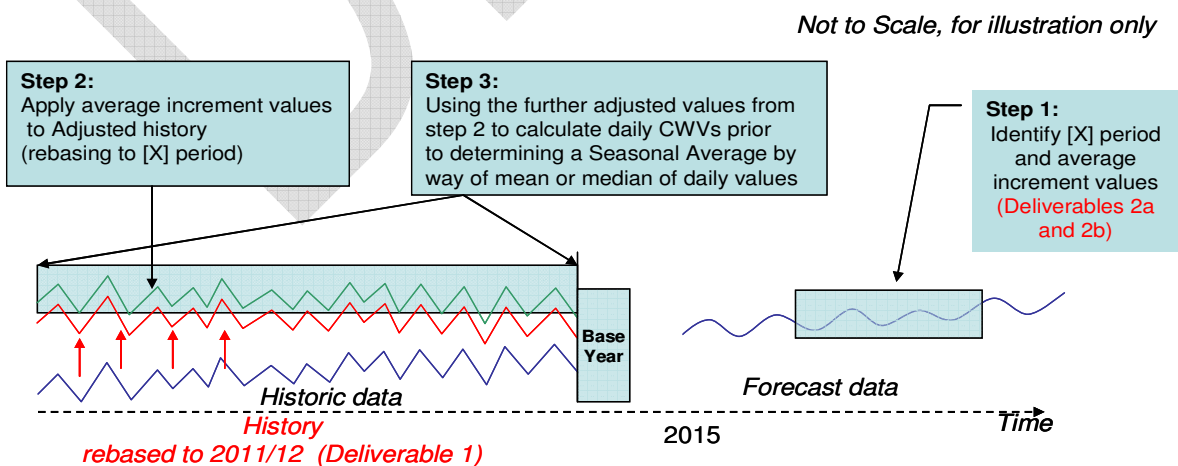 Not to Scale, for illustration only
Step 2:
Apply average increment values
to Adjusted history
(rebasing to [X] period)
Step 3:
Using the further adjusted values from
step 2 to calculate daily CWVs prior
to determining a Seasonal Average by
way of mean or median of daily values
Step 1:
Identify [X] period
and average
increment values
(Deliverables 2a
and 2b)
Base
Year
Historic data
Forecast data
History
rebased to 2011/12 (Deliverable 1)
2015
Time